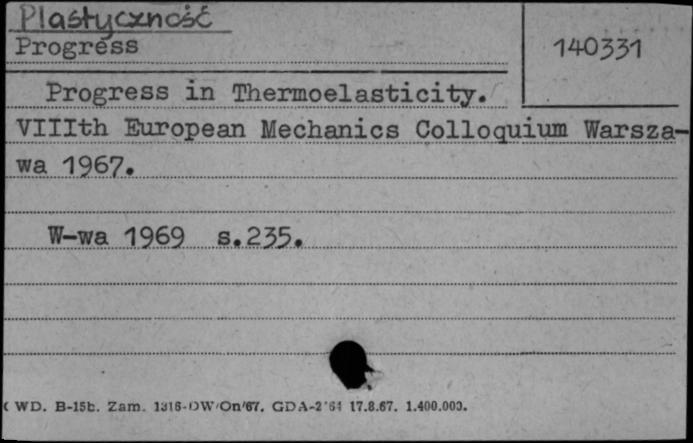 Plastyczność
Progress
140331
Progress in Thermoelasticity.
VIIIth European Mechanics Colloquium Warsza-
wa 1967.
W-wa 1969 s.235.
WD. B-15b. Zam. 1316-DW/On/67. GDA-2'64 17.8.67. 1.400.000.